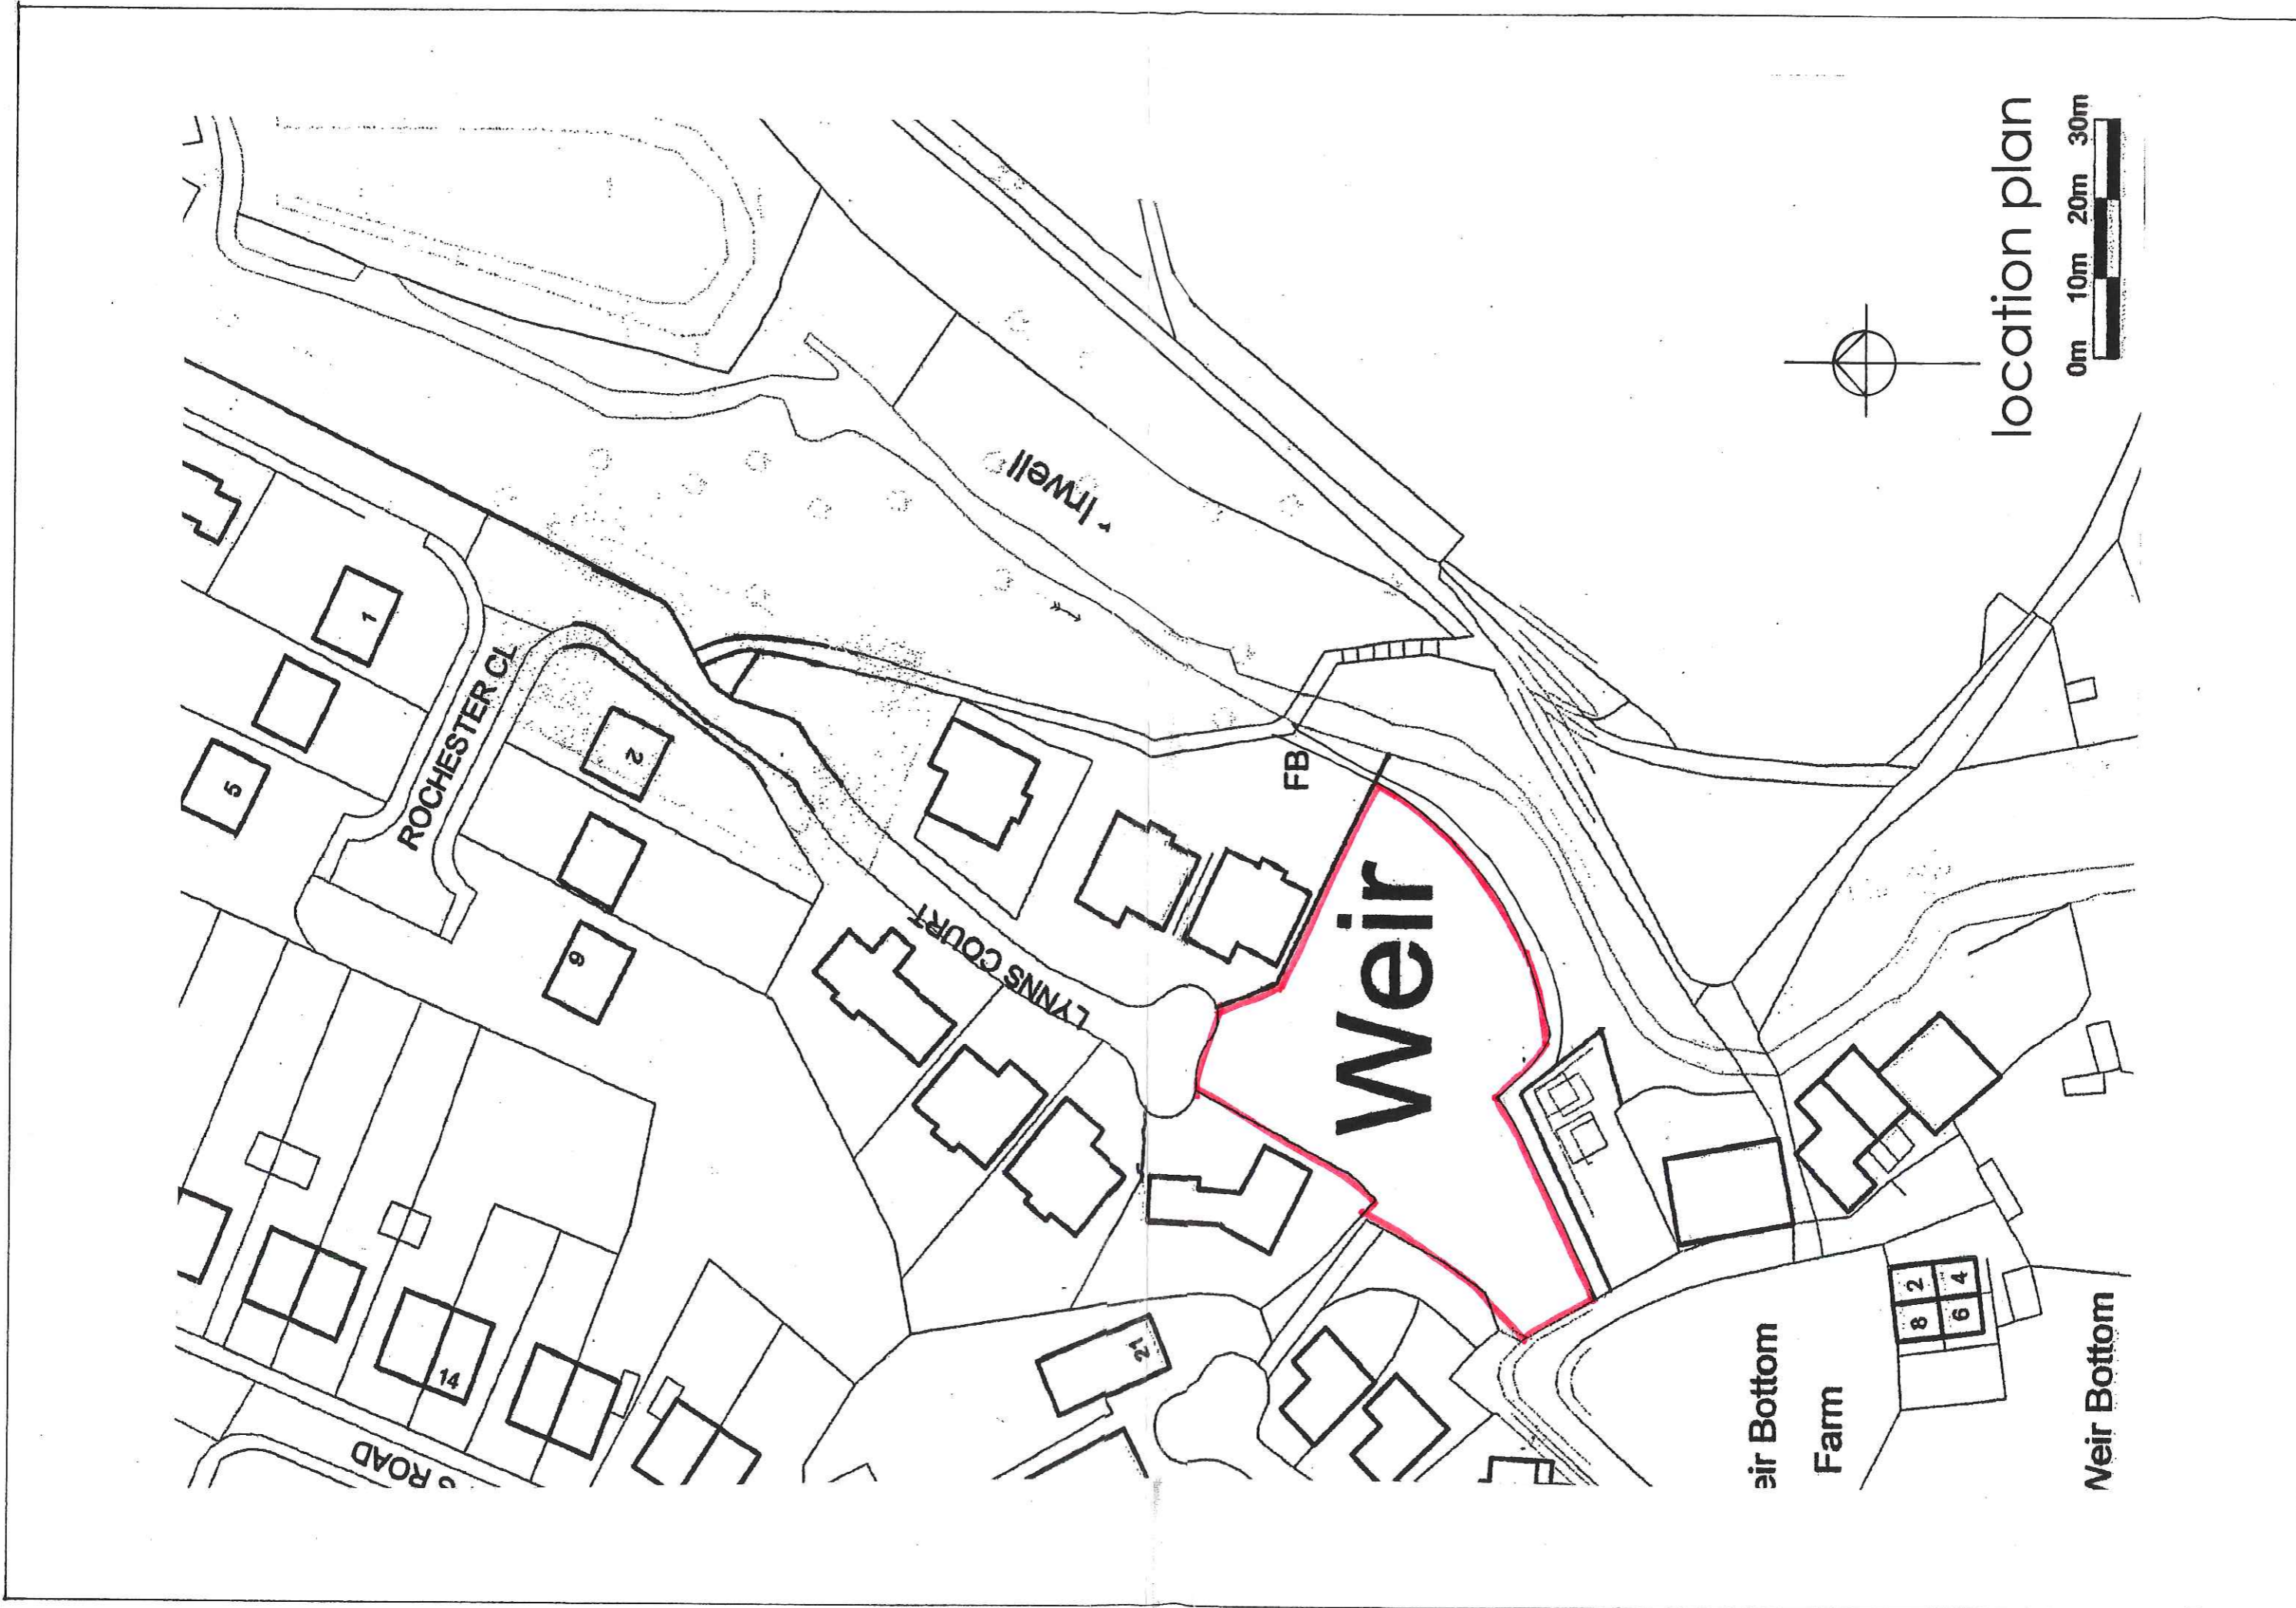 location plan
0m 10m 20m 30m
r Irwell
1
5
ROCHESTER CL
2
9
LYNNS COURT
FB
Weir
14
S ROAD
21
eir Bottom
Farm
2
4
8
6
Weir Bottom